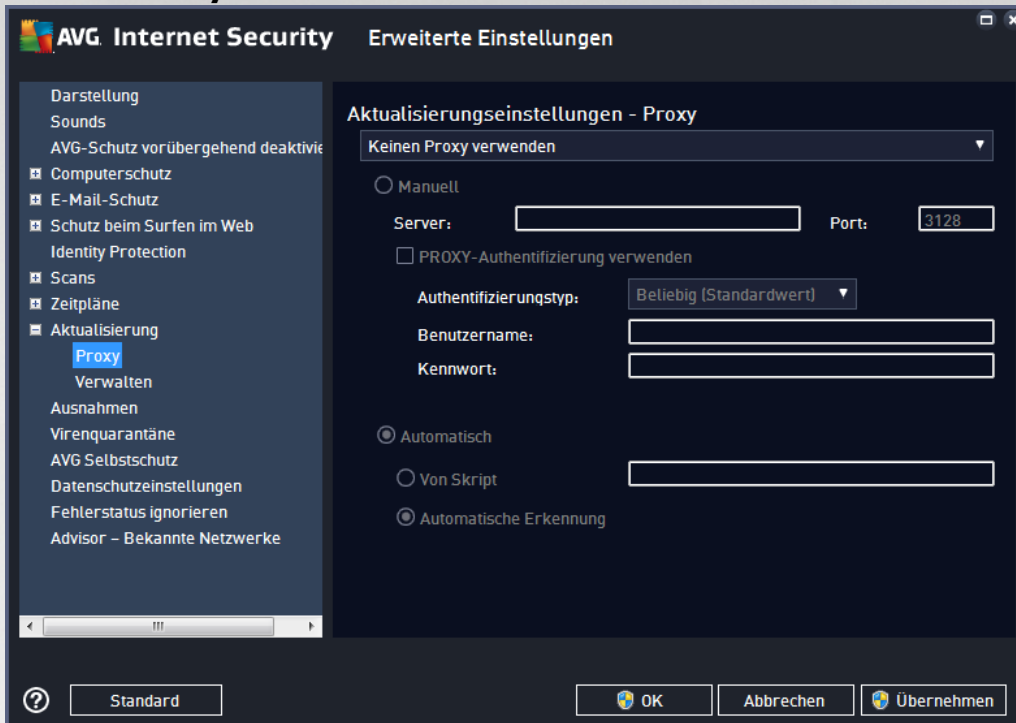 AVG. Internet Security Erweiterte Einstellungen
Darstellung
Sounds
AVG-Schutz vorübergehend deaktivie
Computerschutz
E-Mail-Schutz
Schutz beim Surfen im Web
Identity Protection
Scans
Zeitpläne
Aktualisierung
Proxy
Verwalten
Ausnahmen
Virenquarantäne
AVG Selbstschutz
Datenschutzeinstellungen
Fehlerstatus ignorieren
Advisor – Bekannte Netzwerke
Aktualisierungseinstellungen - Proxy
Keinen Proxy verwenden
Manuell
Server: Port: 3128
PROXY-Authentifizierung verwenden
Authentifizierungstyp: Beliebig (Standardwert)
Benutzername:
Kennwort:
Automatisch
Von Skript
Automatische Erkennung
? Standard OK Abbrechen Übernehmen